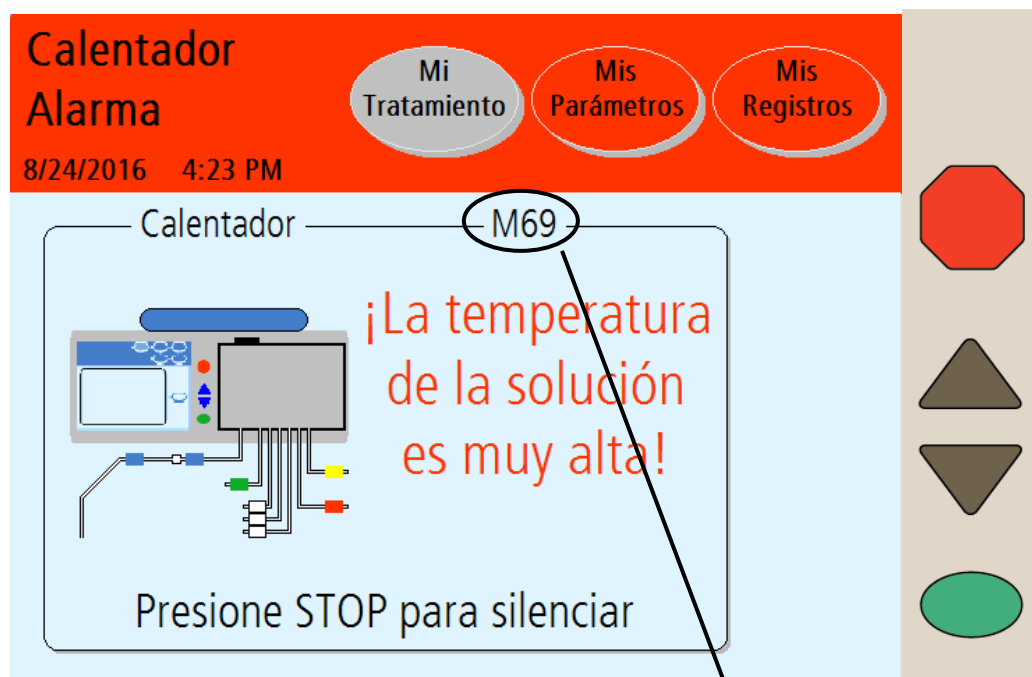 Calentador
Alarma
8/24/2016 4:23 PM
Mi
Tratamiento
Mis
Parámetros
Mis
Registros
Calentador
M69
¡La temperatura
de la solución
es muy alta!
Presione STOP para silenciar